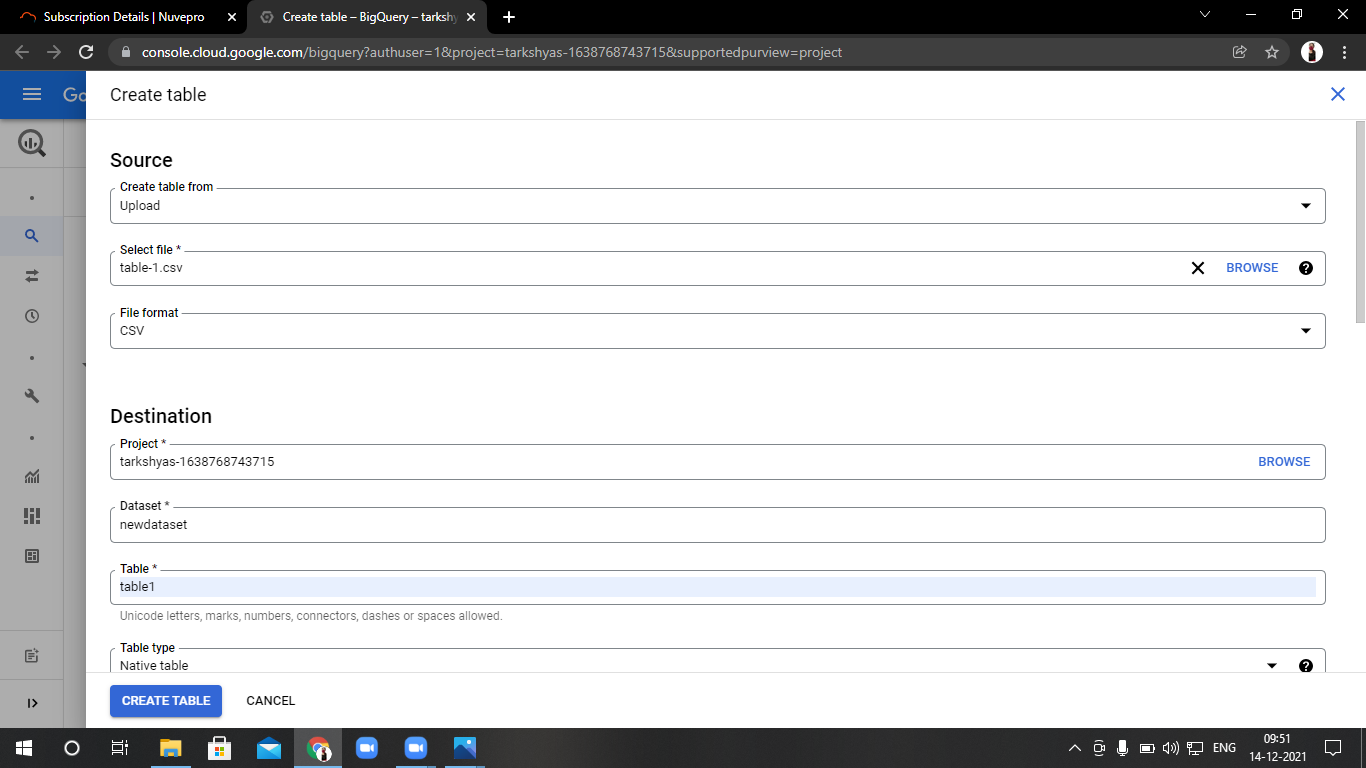 Subscription Details | Nuvepro
Create table – BigQuery – tarkshy
console.cloud.google.com/bigquery?authuser=1&project=tarkshyas-1638768743715&supportedpurview=project
Go
Create table
Source
Create table from
Upload
Select file *
table-1.csv
BROWSE
File format
CSV
Destination
Project *
tarkshyas-1638768743715
BROWSE
Dataset *
newdataset
Table *
table1
Unicode letters, marks, numbers, connectors, dashes or spaces allowed.
Table type
Native table
CREATE TABLE
CANCEL
ENG
09:51
14-12-2021